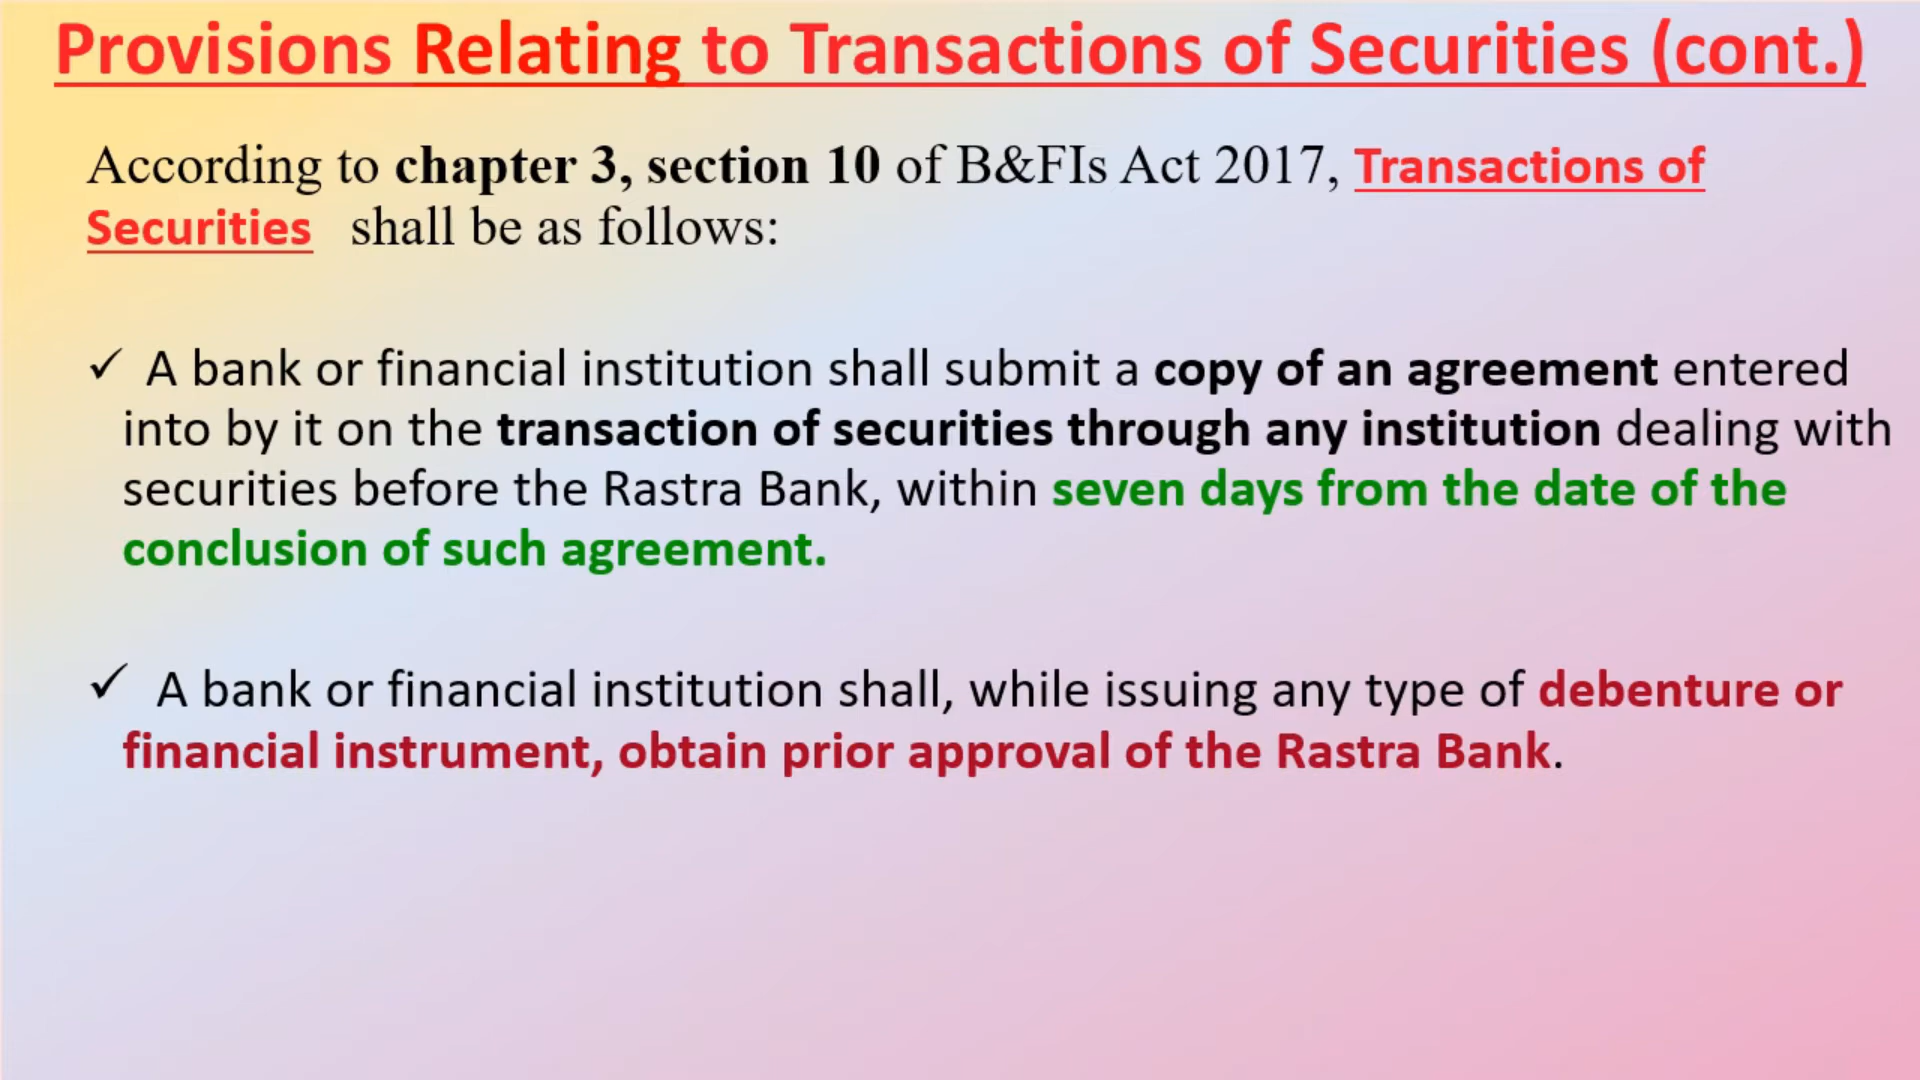 Provisions Relating to Transactions of Securities (cont.)
According to chapter 3, section 10 of B&FIs Act 2017, Transactions of
Securities shall be as follows:
✓ A bank or financial institution shall submit a copy of an agreement entered
into by it on the transaction of securities through any institution dealing with
securities before the Rastra Bank, within seven days from the date of the
conclusion of such agreement.
✓ A bank or financial institution shall, while issuing any type of debenture or
financial instrument, obtain prior approval of the Rastra Bank.